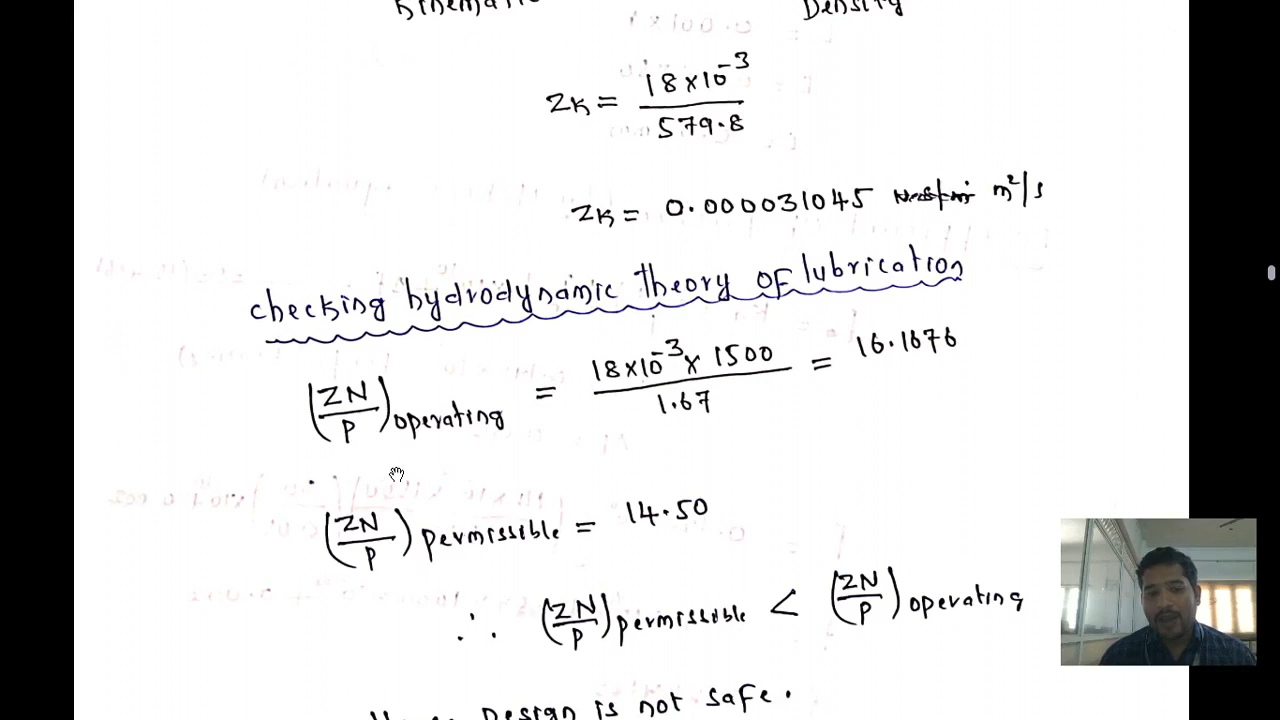 Kinematic Density
ZK = 18×10⁻³ / 579.8
ZK = 0.000031045 m²/s
checking hydrodynamic theory OF lubrication
(ZN/P) operating = 18×10⁻³ × 1500 / 1.67 = 16.1676
(ZN/P) permissible = 14.50
∴ (ZN/P) permissible < (ZN/P) operating
Hence Design is not safe.